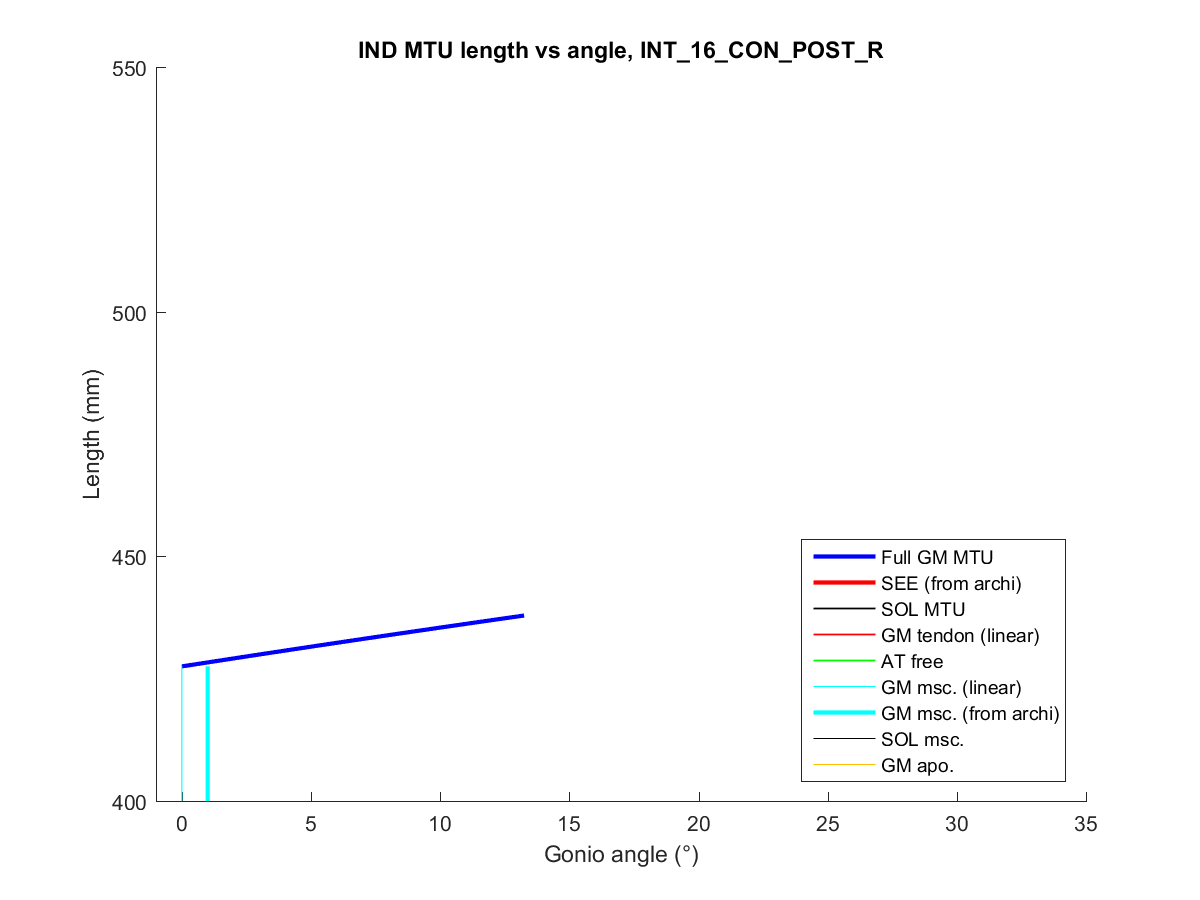 IND MTU length vs angle, INT_16_CON_POST_R
550
500
450
400
Length (mm)
0 5 10 15 20 25 30 35
Gonio angle (°)
Full GM MTU
SEE (from archi)
SOL MTU
GM tendon (linear)
AT free
GM msc. (linear)
GM msc. (from archi)
SOL msc.
GM apo.